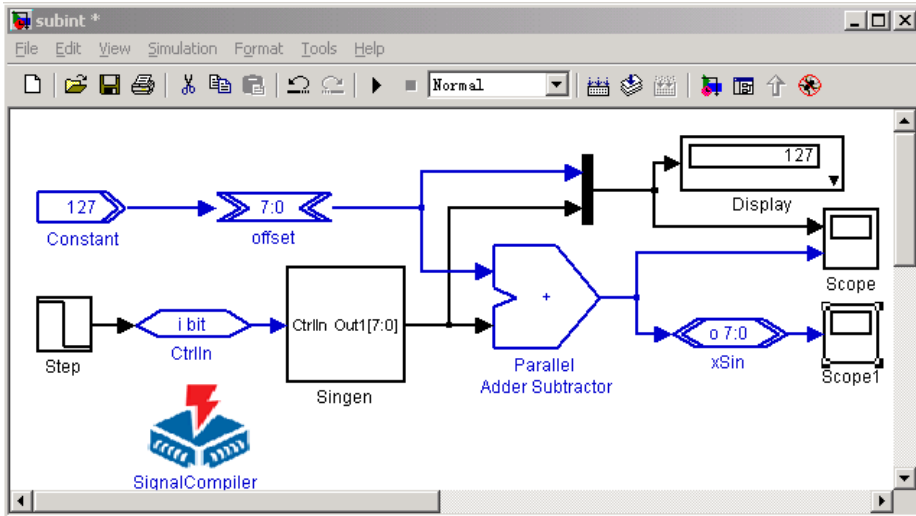 subint *
File Edit View Simulation Format Tools Help
Normal
127
Display
127
Constant
7:0
offset
Scope
Step
i bit
CtrlIn
CtrlIn Out1[7:0]
Singen
+
Parallel
Adder Subtractor
o 7:0
xSin
Scope1
SignalCompiler